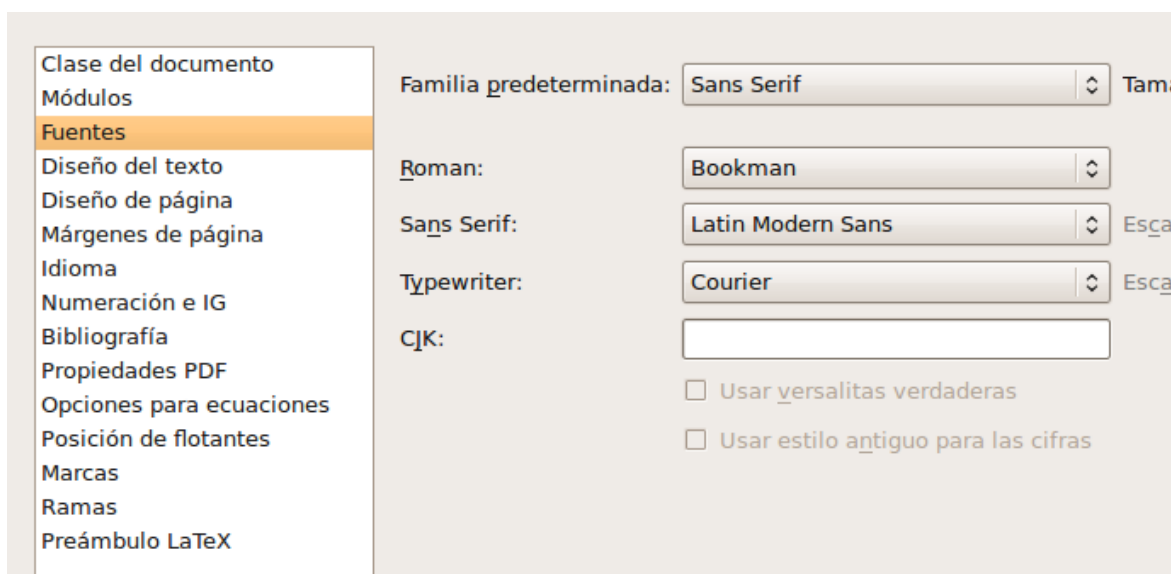 Clase del documento
Módulos
Fuentes
Diseño del texto
Diseño de página
Márgenes de página
Idioma
Numeración e IG
Bibliografía
Propiedades PDF
Opciones para ecuaciones
Posición de flotantes
Marcas
Ramas
Preámbulo LaTeX
Familia predeterminada: Sans Serif
Roman: Bookman
Sans Serif: Latin Modern Sans
Typewriter: Courier
CJK:
Usar versalitas verdaderas
Usar estilo antiguo para las cifras